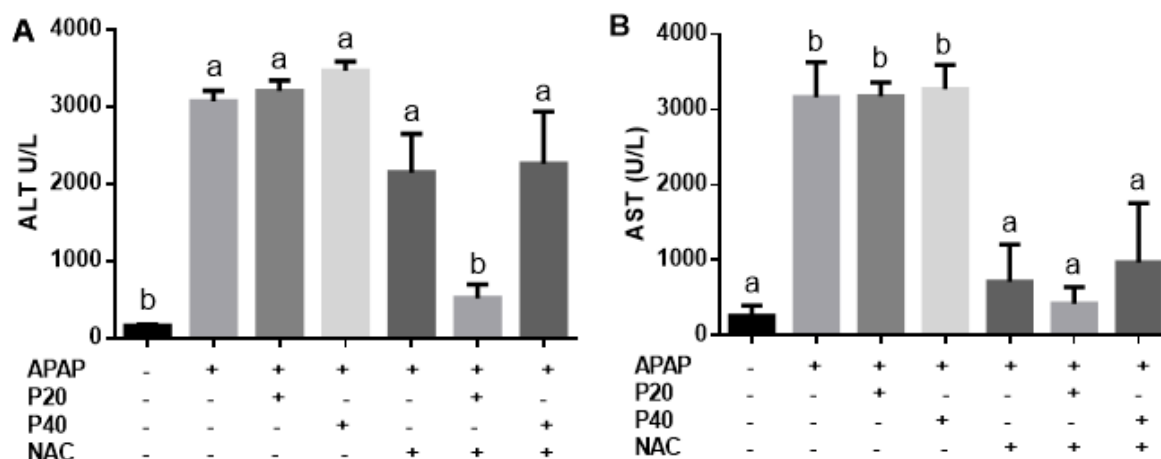 A
ALT U/L
4000
3000
2000
1000
0
b a a a a b a
APAP - + + + + + +
P20 - - + - - + -
P40 - - - + - - +
NAC - - - - + + +
B
AST (U/L)
4000
3000
2000
1000
0
a b b b a a a
APAP - + + + + + +
P20 - - + - - + -
P40 - - - + - - +
NAC - - - - + + +